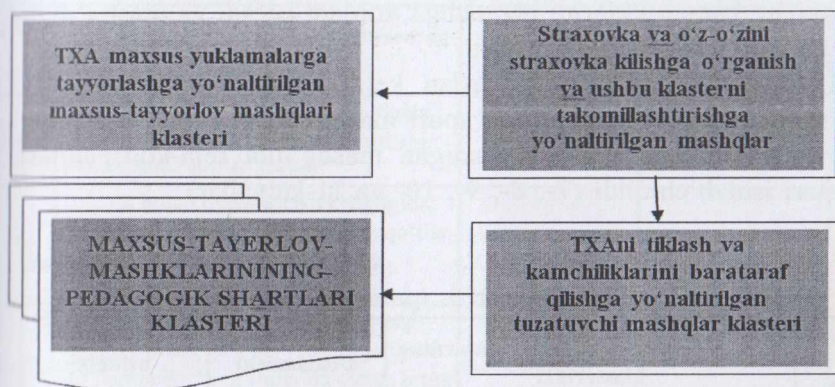 TXA maxsus yuklamalarga
tayyorlashga yo‘naltirilgan
maxsus-tayyorlov mashqlari
klasteri
Straxovka va o‘z-o‘zini
straxovka kilishga o‘rganish
va ushbu klasterni
takomillashtirishga
yo‘naltirilgan mashqlar
MAXSUS-TAYERLOV-
MASHKLARININING-
PEDAGOGIK SHARTLARI
KLASTERI
TXAni tiklash va
kamchiliklarini barataraf
qilishga yo‘naltirilgan
tuzatuvchi mashqlar klasteri